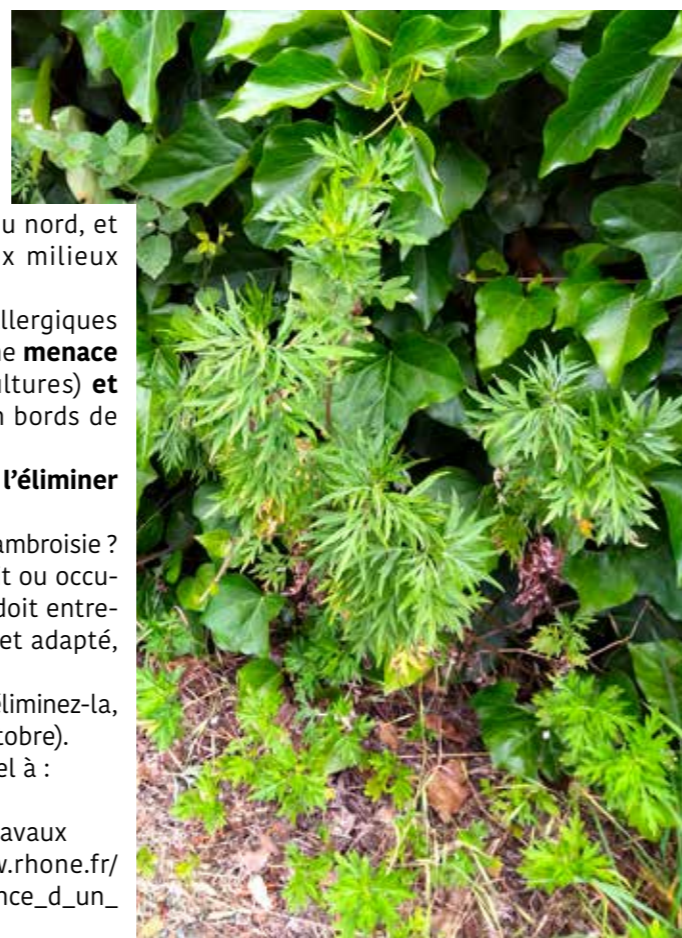 u nord, et
x milieux
llergiques
ne menace
ultures) et
n bords de
l’éliminer
ambroisie ?
t ou occu-
doit entre-
et adapté,
éliminez-la,
tobre).
el à :
avaux
w.rhone.fr/
nce_d_un_